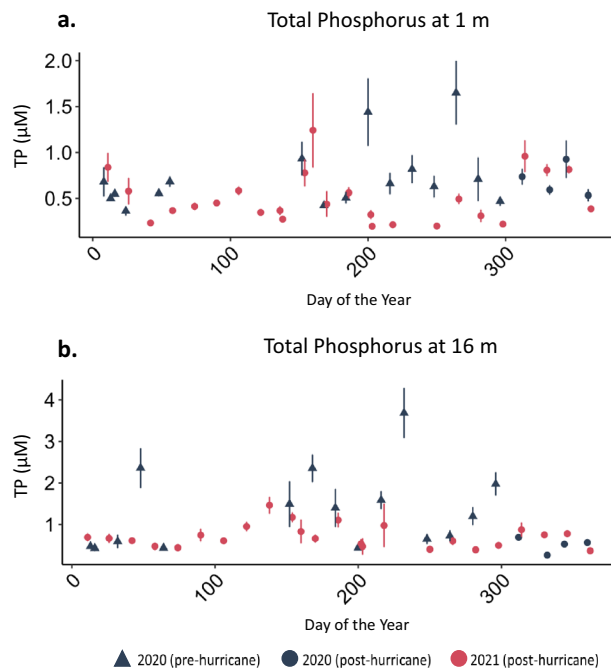 a. Total Phosphorus at 1 m
TP (µM)
2.0
1.5
1.0
0.5
0 100 200 300
Day of the Year
b. Total Phosphorus at 16 m
TP (µM)
4
3
2
1
0 100 200 300
Day of the Year
2020 (pre-hurricane) 2020 (post-hurricane) 2021 (post-hurricane)